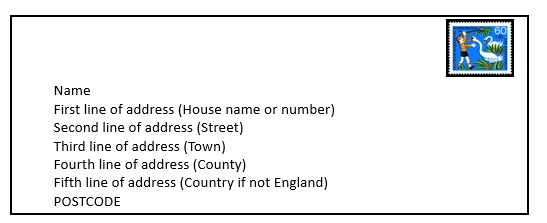 60
Name
First line of address (House name or number)
Second line of address (Street)
Third line of address (Town)
Fourth line of address (County)
Fifth line of address (Country if not England)
POSTCODE